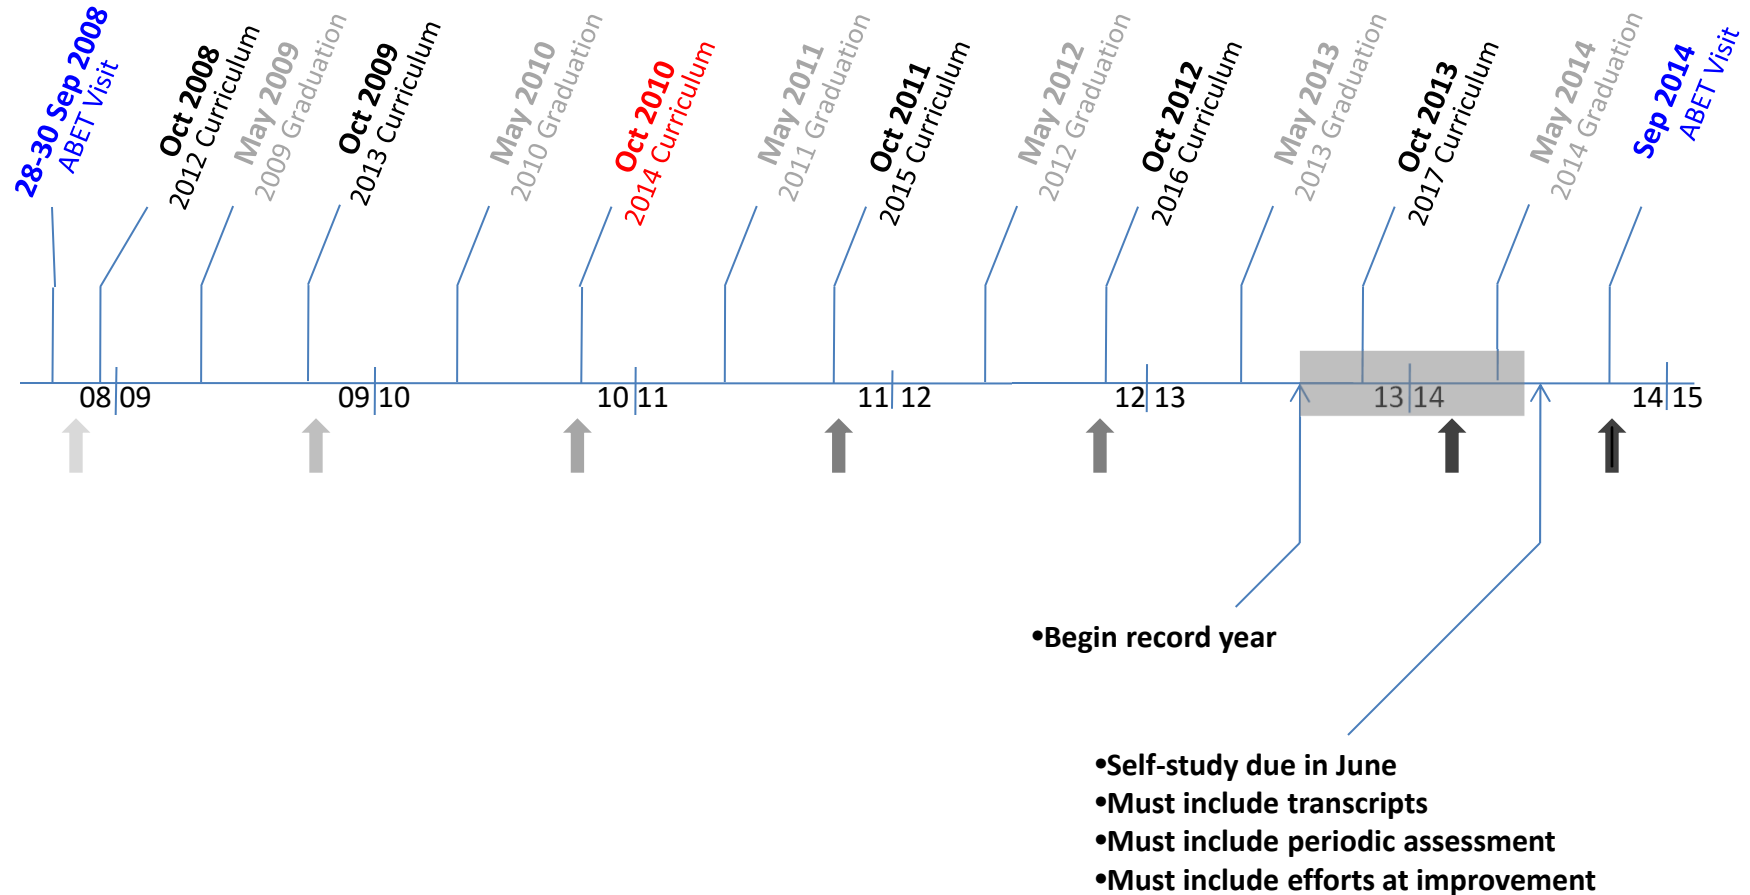 28-30 Sep 2008
ABET Visit
Oct 2008
2012 Curriculum
May 2009
2009 Graduation
Oct 2009
2013 Curriculum
May 2010
2010 Graduation
Oct 2010
2014 Curriculum
May 2011
2011 Graduation
Oct 2011
2015 Curriculum
May 2012
2012 Graduation
Oct 2012
2016 Curriculum
May 2013
2013 Graduation
Oct 2013
2017 Curriculum
May 2014
2014 Graduation
Sep 2014
ABET Visit
08 09 09 10 10 11 11 12 12 13 13 14 14 15
•Begin record year
•Self-study due in June
•Must include transcripts
•Must include periodic assessment
•Must include efforts at improvement